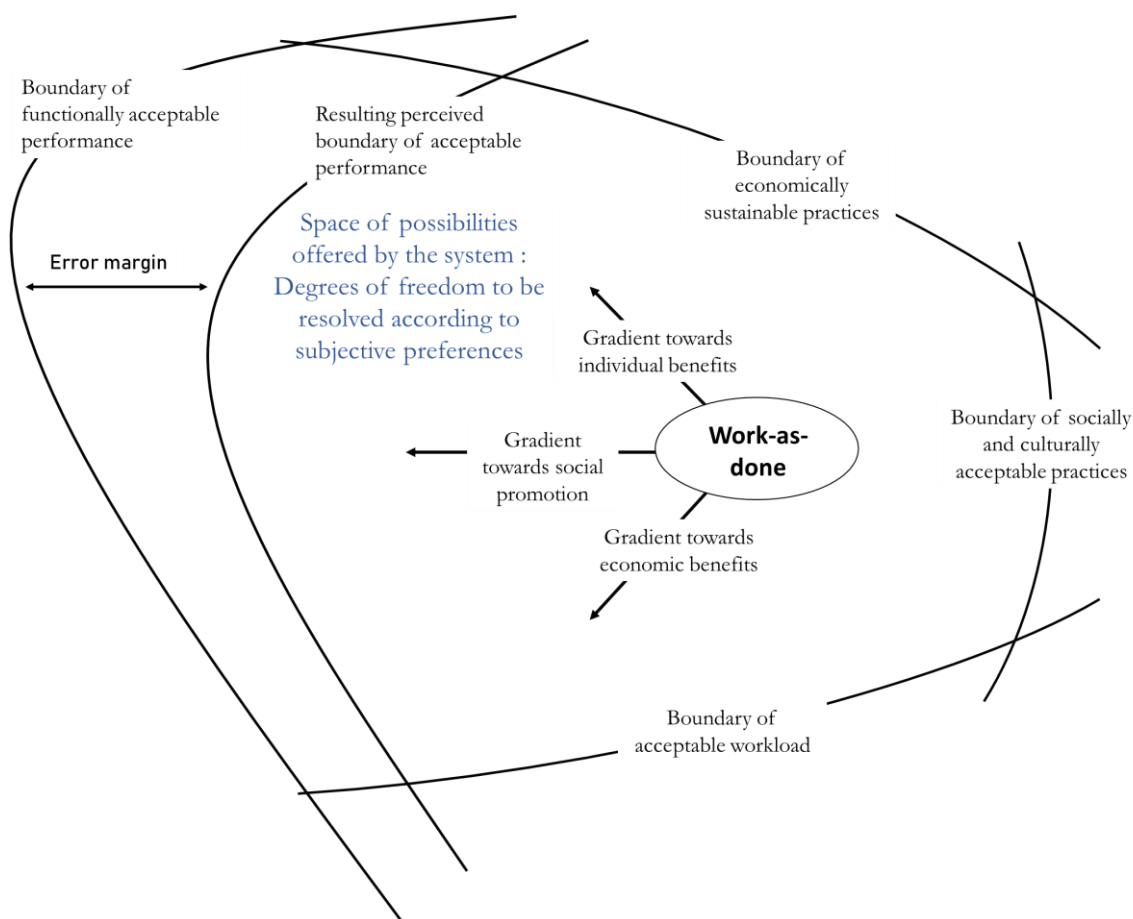 Boundary of
functionally acceptable
performance
Resulting perceived
boundary of acceptable
performance
Boundary of
economically
sustainable practices
Space of possibilities
offered by the system :
Degrees of freedom to be
resolved according to
subjective preferences
Error margin
Gradient towards
individual benefits
Gradient
towards social
promotion
Work-as-
done
Boundary of socially
and culturally
acceptable practices
Gradient towards
economic benefits
Boundary of
acceptable workload